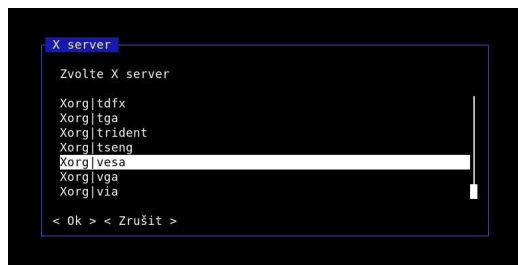 X server
Zvolte X server
Xorg|tdfx
Xorg|tga
Xorg|trident
Xorg|tseng
Xorg|vesa
Xorg|vga
Xorg|via
< Ok > < Zrušit >